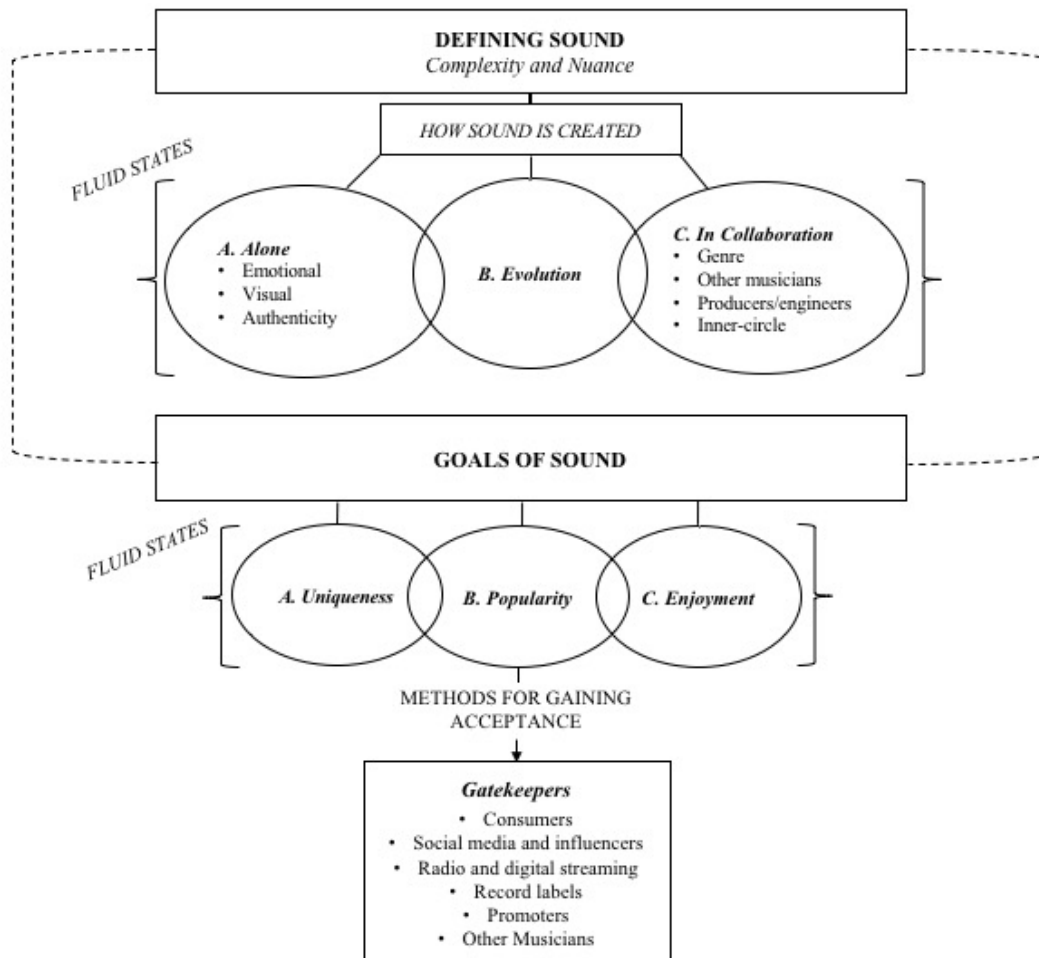 DEFINING SOUND
Complexity and Nuance
HOW SOUND IS CREATED
FLUID STATES
A. Alone
• Emotional
• Visual
• Authenticity
B. Evolution
C. In Collaboration
• Genre
• Other musicians
• Producers/engineers
• Inner-circle
GOALS OF SOUND
FLUID STATES
A. Uniqueness
B. Popularity
C. Enjoyment
METHODS FOR GAINING
ACCEPTANCE
Gatekeepers
• Consumers
• Social media and influencers
• Radio and digital streaming
• Record labels
• Promoters
• Other Musicians